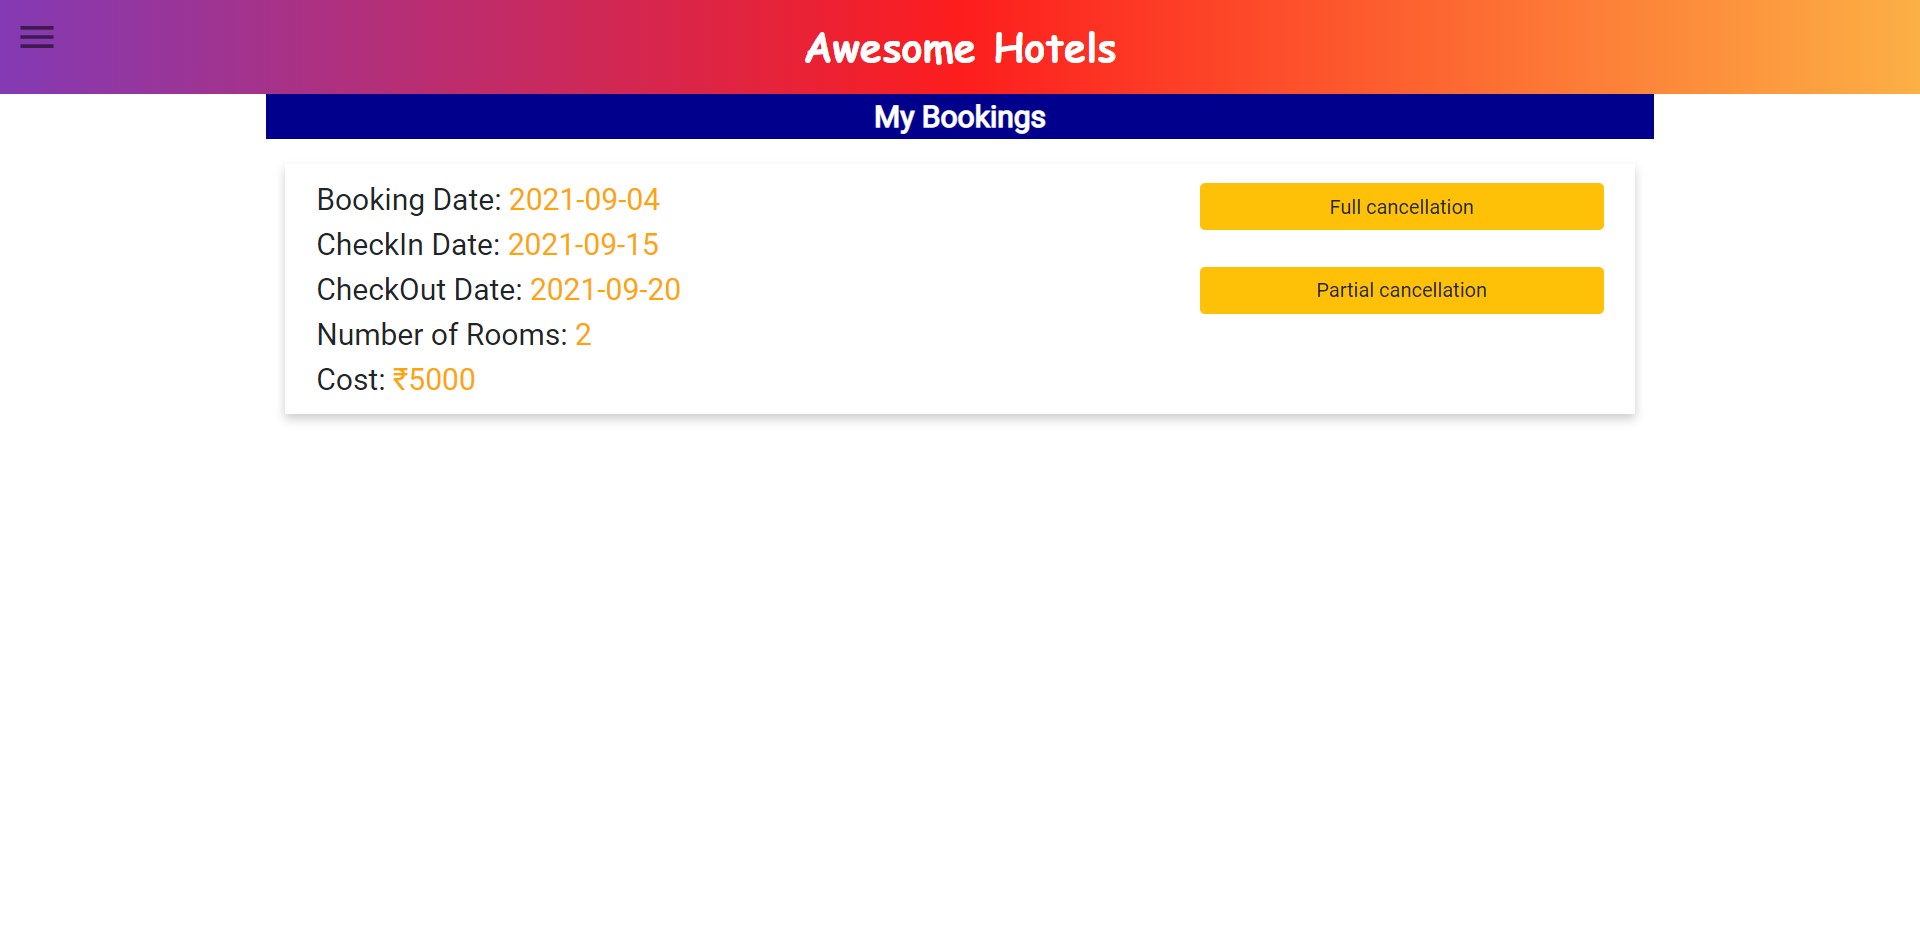 Awesome Hotels
My Bookings
Booking Date: 2021-09-04
CheckIn Date: 2021-09-15
CheckOut Date: 2021-09-20
Number of Rooms: 2
Cost: ₹5000
Full cancellation
Partial cancellation